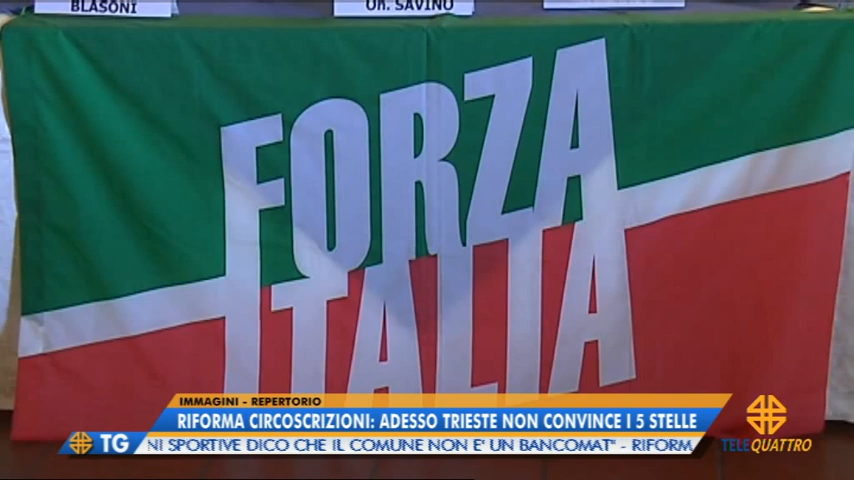 BLASONI
On. SAVINO
FORZA
ITALIA
IMMAGINI - REPERTORIO
RIFORMA CIRCOSCRIZIONI: ADESSO TRIESTE NON CONVINCE I 5 STELLE
TG
NI SPORTIVE DICO CHE IL COMUNE NON E' UN BANCOMAT" - RIFORM
TELEQUATTRO